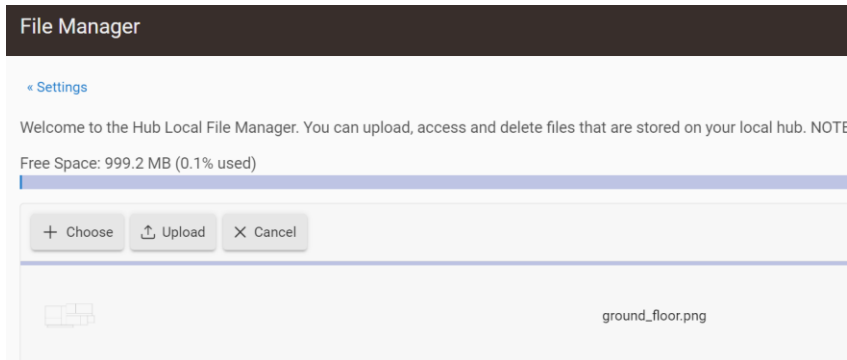 File Manager
« Settings
Welcome to the Hub Local File Manager. You can upload, access and delete files that are stored on your local hub. NOTE
Free Space: 999.2 MB (0.1% used)
+ Choose Upload × Cancel
ground_floor.png